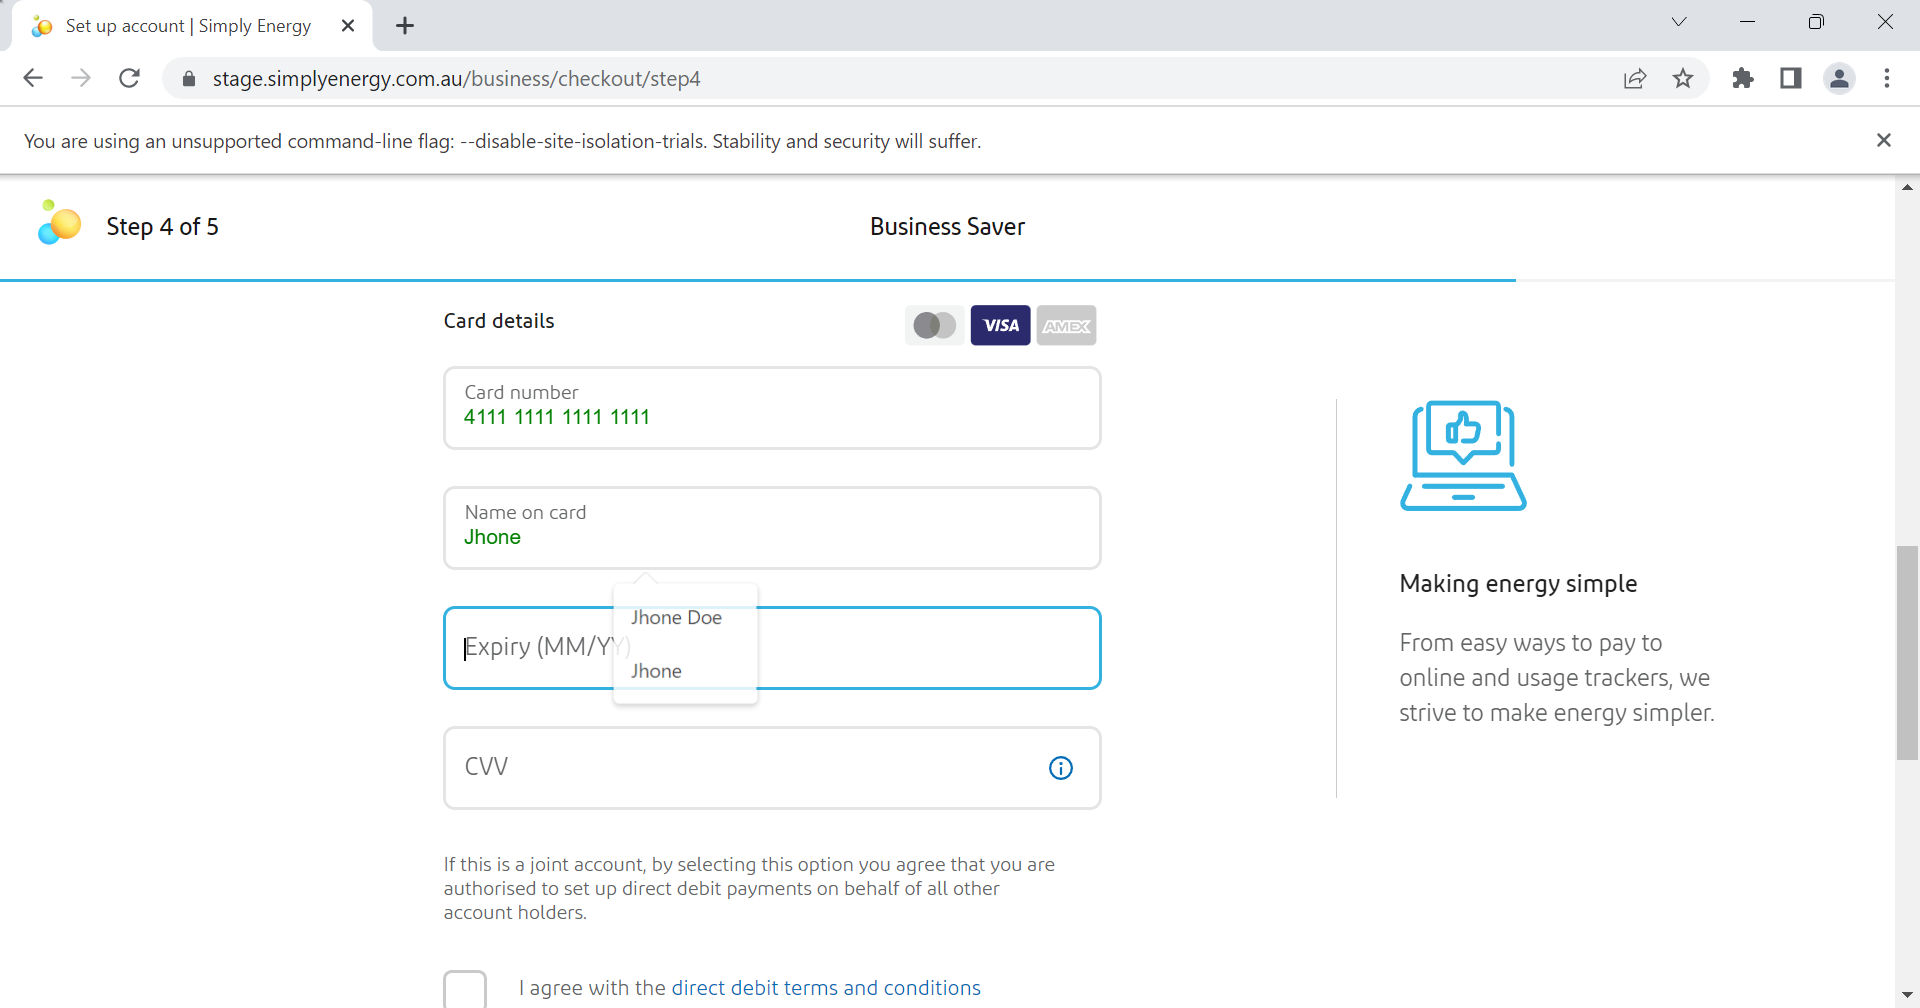 Set up account | Simply Energy
stage.simplyenergy.com.au/business/checkout/step4
You are using an unsupported command-line flag: --disable-site-isolation-trials. Stability and security will suffer.
Step 4 of 5
Business Saver
Card details
VISA
AMEX
Card number
4111 1111 1111 1111
Name on card
Jhone
Jhone Doe
Expiry (MM/YY)
Jhone
CVV
If this is a joint account, by selecting this option you agree that you are
authorised to set up direct debit payments on behalf of all other
account holders.
I agree with the direct debit terms and conditions
Making energy simple
From easy ways to pay to
online and usage trackers, we
strive to make energy simpler.